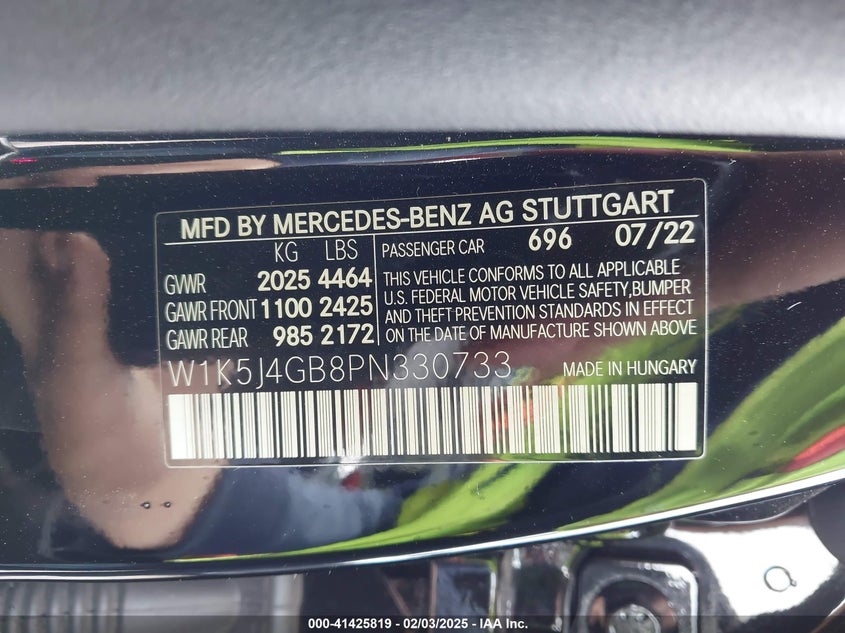 MFD BY MERCEDES-BENZ AG STUTTGART
KG LBS
GVWR 2025 4464
GAWR FRONT 1100 2425
GAWR REAR 985 2172
PASSENGER CAR 696 07/22
THIS VEHICLE CONFORMS TO ALL APPLICABLE
U.S. FEDERAL MOTOR VEHICLE SAFETY, BUMPER
AND THEFT PREVENTION STANDARDS IN EFFECT
ON THE DATE OF MANUFACTURE SHOWN ABOVE
W1K5J4GB8PN330733
MADE IN HUNGARY
000-41425819 - 02/03/2025 - IAA Inc.